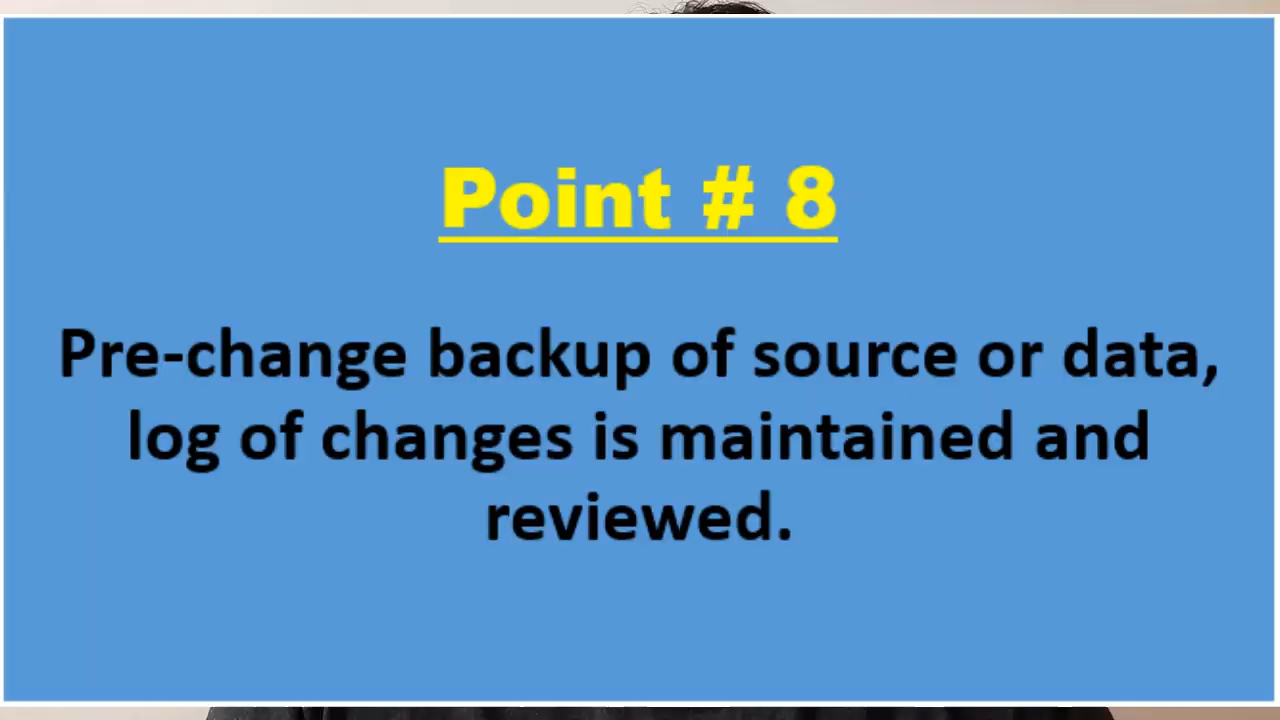 Point # 8
Pre-change backup of source or data,
log of changes is maintained and
reviewed.